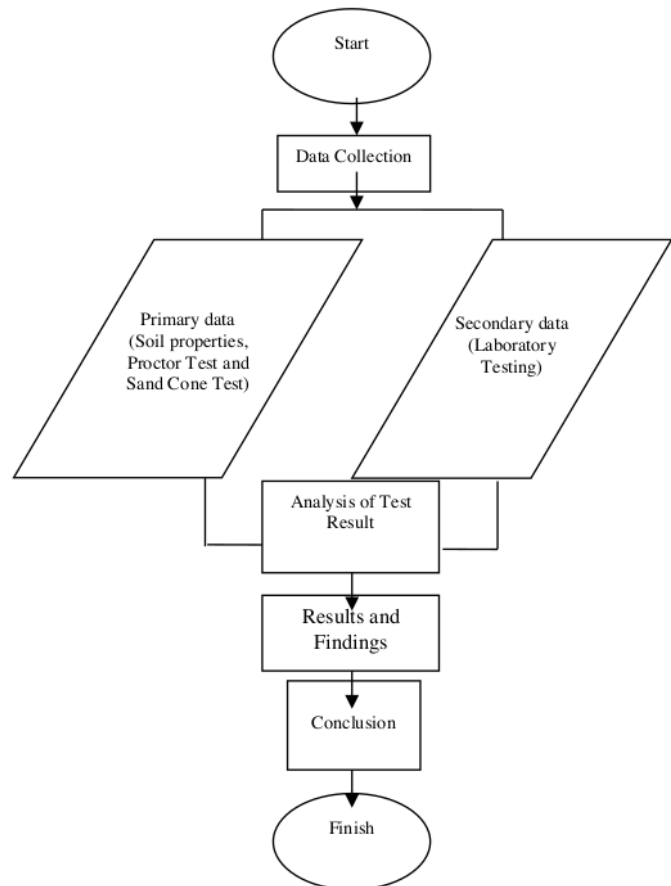 Start
Data Collection
Primary data
(Soil properties,
Proctor Test and
Sand Cone Test)
Secondary data
(Laboratory
Testing)
Analysis of Test
Result
Results and
Findings
Conclusion
Finish